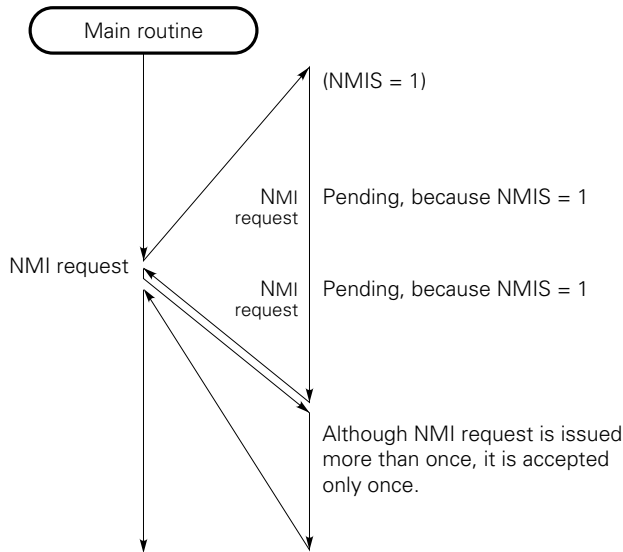 Main routine
(NMIS = 1)
NMI
request
Pending, because NMIS = 1
NMI request
NMI
request
Pending, because NMIS = 1
Although NMI request is issued
more than once, it is accepted
only once.